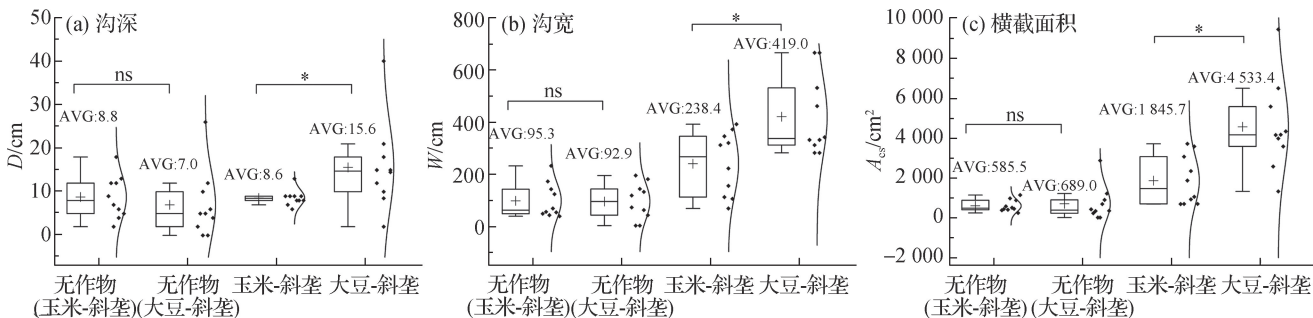 (a) 沟深
50
40
30
20
10
0
D/cm
ns
*
AVG:8.8
AVG:7.0
AVG:8.6
AVG:15.6
无作物
(玉米-斜垄)
无作物
(大豆-斜垄)
玉米-斜垄
大豆-斜垄
(b) 沟宽
800
600
400
200
0
W/cm
ns
*
AVG:95.3
AVG:92.9
AVG:238.4
AVG:419.0
无作物
(玉米-斜垄)
无作物
(大豆-斜垄)
玉米-斜垄
大豆-斜垄
(c) 横截面积
10 000
8 000
6 000
4 000
2 000
0
−2 000
Acs/cm²
ns
*
AVG:585.5
AVG:689.0
AVG:1 845.7
AVG:4 533.4
无作物
(玉米-斜垄)
无作物
(大豆-斜垄)
玉米-斜垄
大豆-斜垄